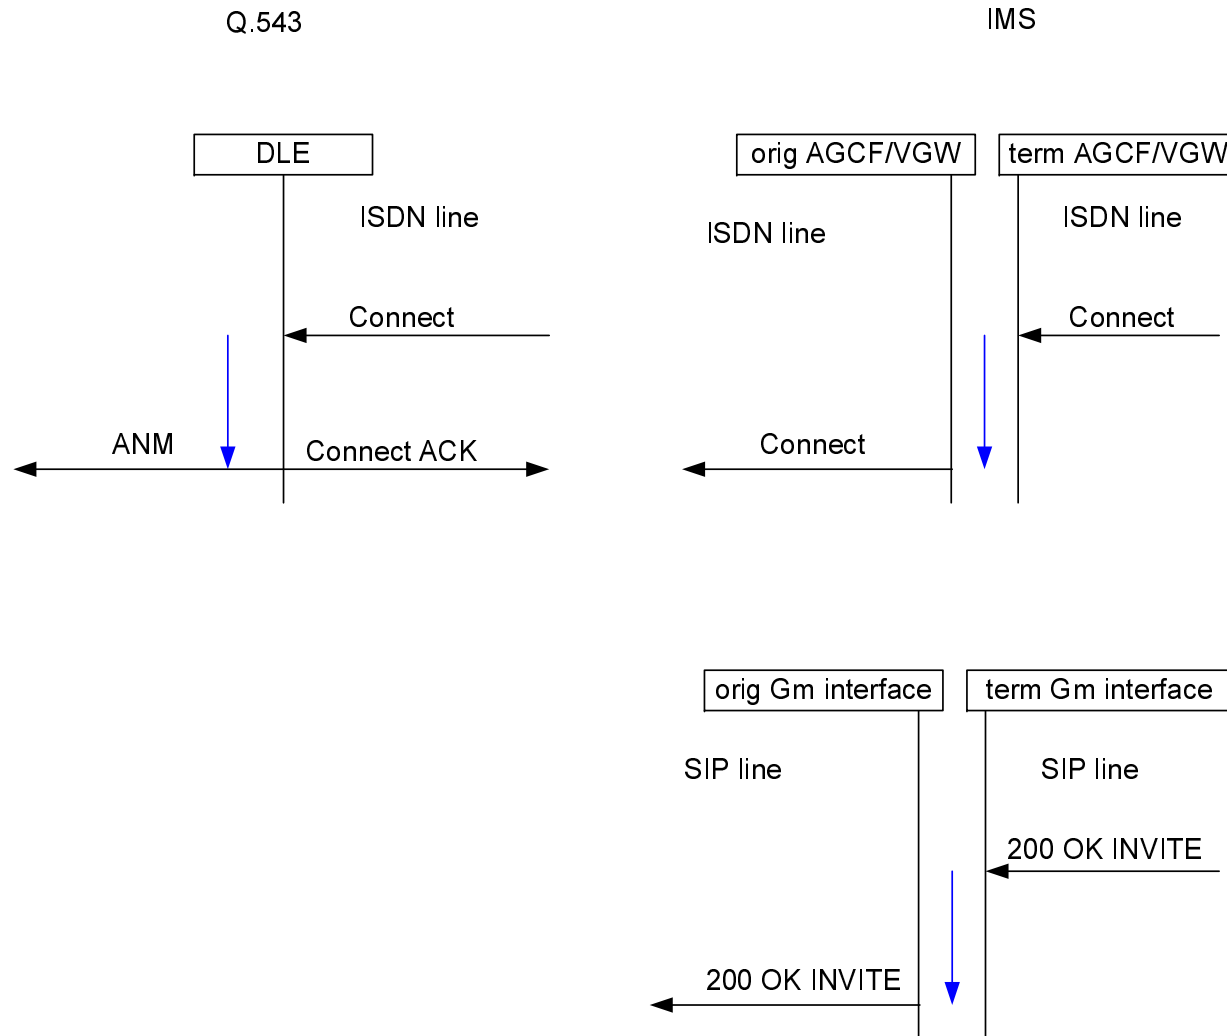 Q.543
IMS
DLE
ISDN line
Connect
ANM
Connect ACK
orig AGCF/VGW
term AGCF/VGW
ISDN line
ISDN line
Connect
Connect
orig Gm interface
term Gm interface
SIP line
SIP line
200 OK INVITE
200 OK INVITE